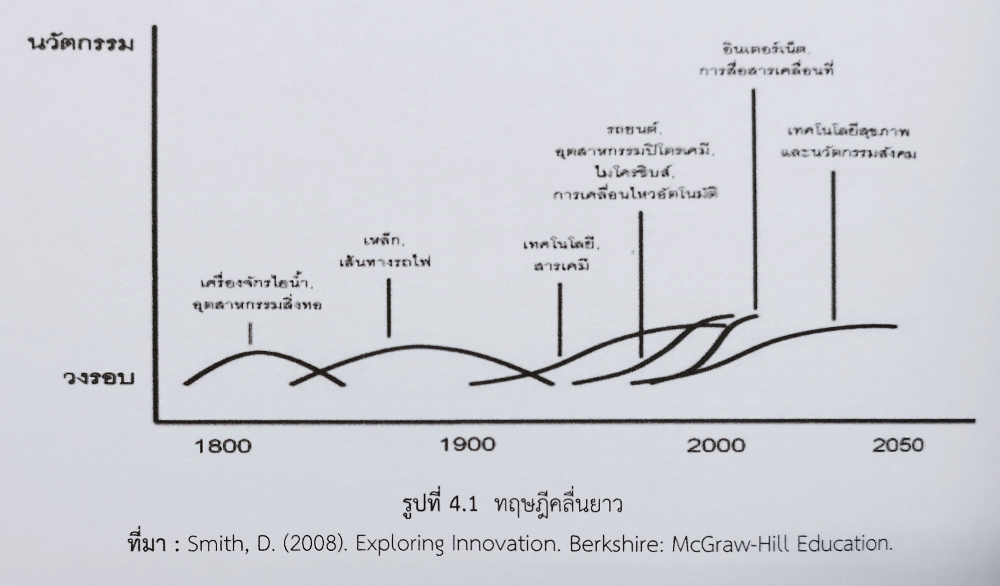 นวัตกรรม
อินเตอร์เน็ต,
การสื่อสารเคลื่อนที่
รถยนต์,
อุตสาหกรรมปิโตรเคมี,
ไมโครชิบส์,
การเคลื่อนไหวอัตโนมัติ
เทคโนโลยีสุขภาพ
และนวัตกรรมสังคม
เหล็ก,
เส้นทางรถไฟ
เทคโนโลยี,
สารเคมี
เครื่องจักรไอน้ำ,
อุตสาหกรรมสิ่งทอ
วงรอบ
1800 1900 2000 2050
รูปที่ 4.1 ทฤษฎีคลื่นยาว
ที่มา : Smith, D. (2008). Exploring Innovation. Berkshire: McGraw-Hill Education.